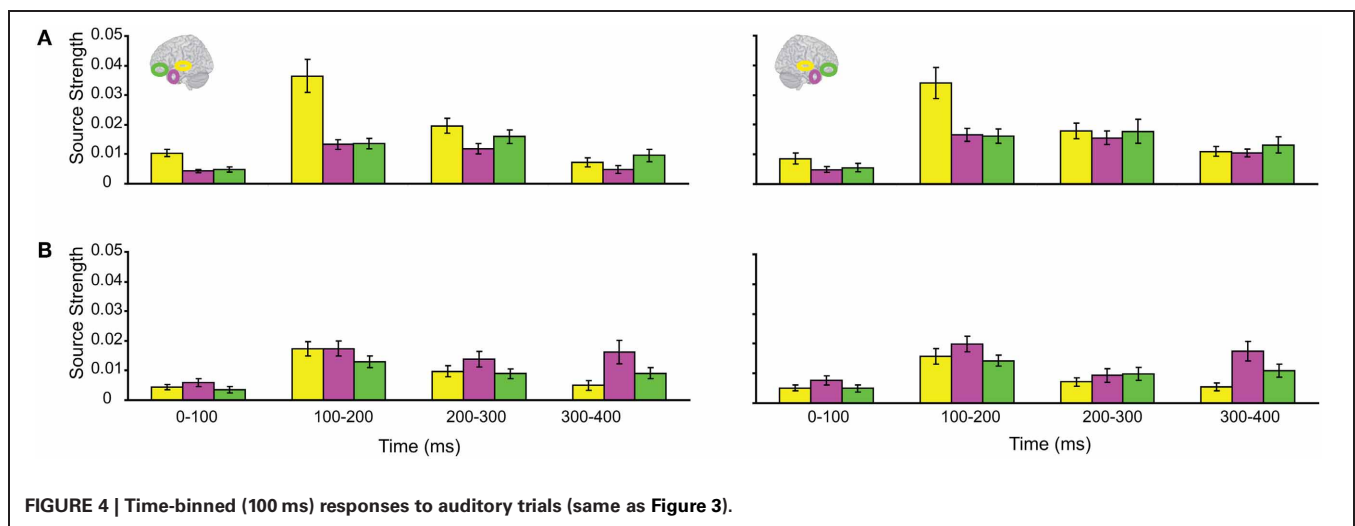 A
Source Strength
0.05
0.04
0.03
0.02
0.01
0
B
Source Strength
0.05
0.04
0.03
0.02
0.01
0
0-100 100-200 200-300 300-400
Time (ms)
0-100 100-200 200-300 300-400
Time (ms)
FIGURE 4 | Time-binned (100 ms) responses to auditory trials (same as Figure 3).